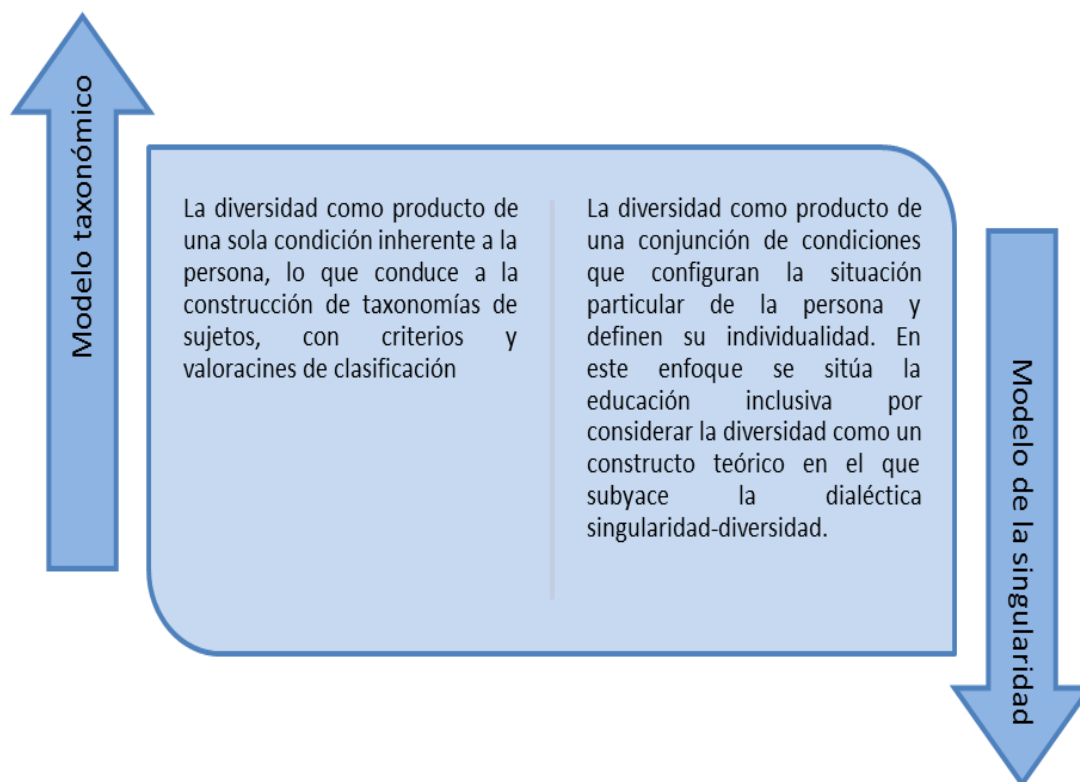 Modelo taxonómico
La diversidad como producto de
una sola condición inherente a la
persona, lo que conduce a la
construcción de taxonomías de
sujetos, con criterios y
valoracines de clasificación
La diversidad como producto de
una conjunción de condiciones
que configuran la situación
particular de la persona y
definen su individualidad. En
este enfoque se sitúa la
educación inclusiva por
considerar la diversidad como un
constructo teórico en el que
subyace la dialéctica
singularidad-diversidad.
Modelo de la singularidad